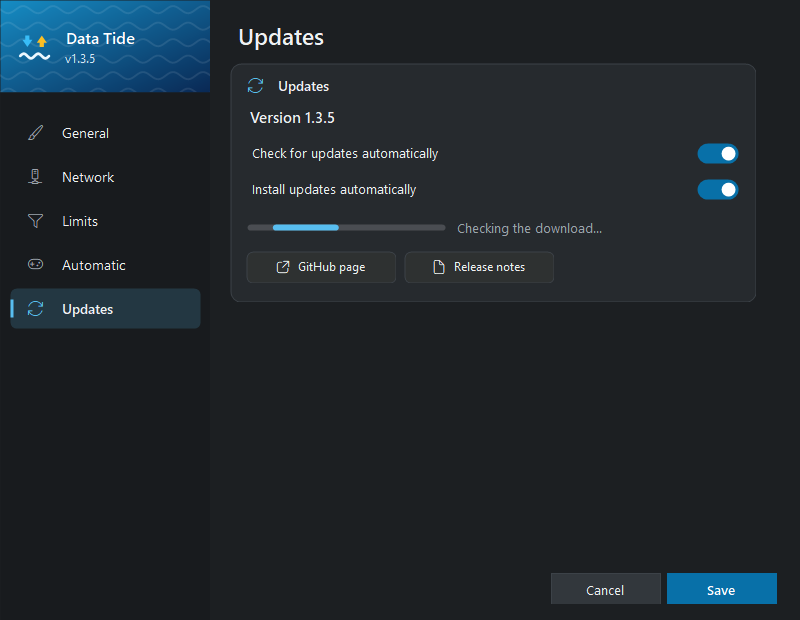 Data Tide
v1.3.5
General
Network
Limits
Automatic
Updates
Updates
Updates
Version 1.3.5
Check for updates automatically
Install updates automatically
Checking the download...
GitHub page
Release notes
Cancel
Save